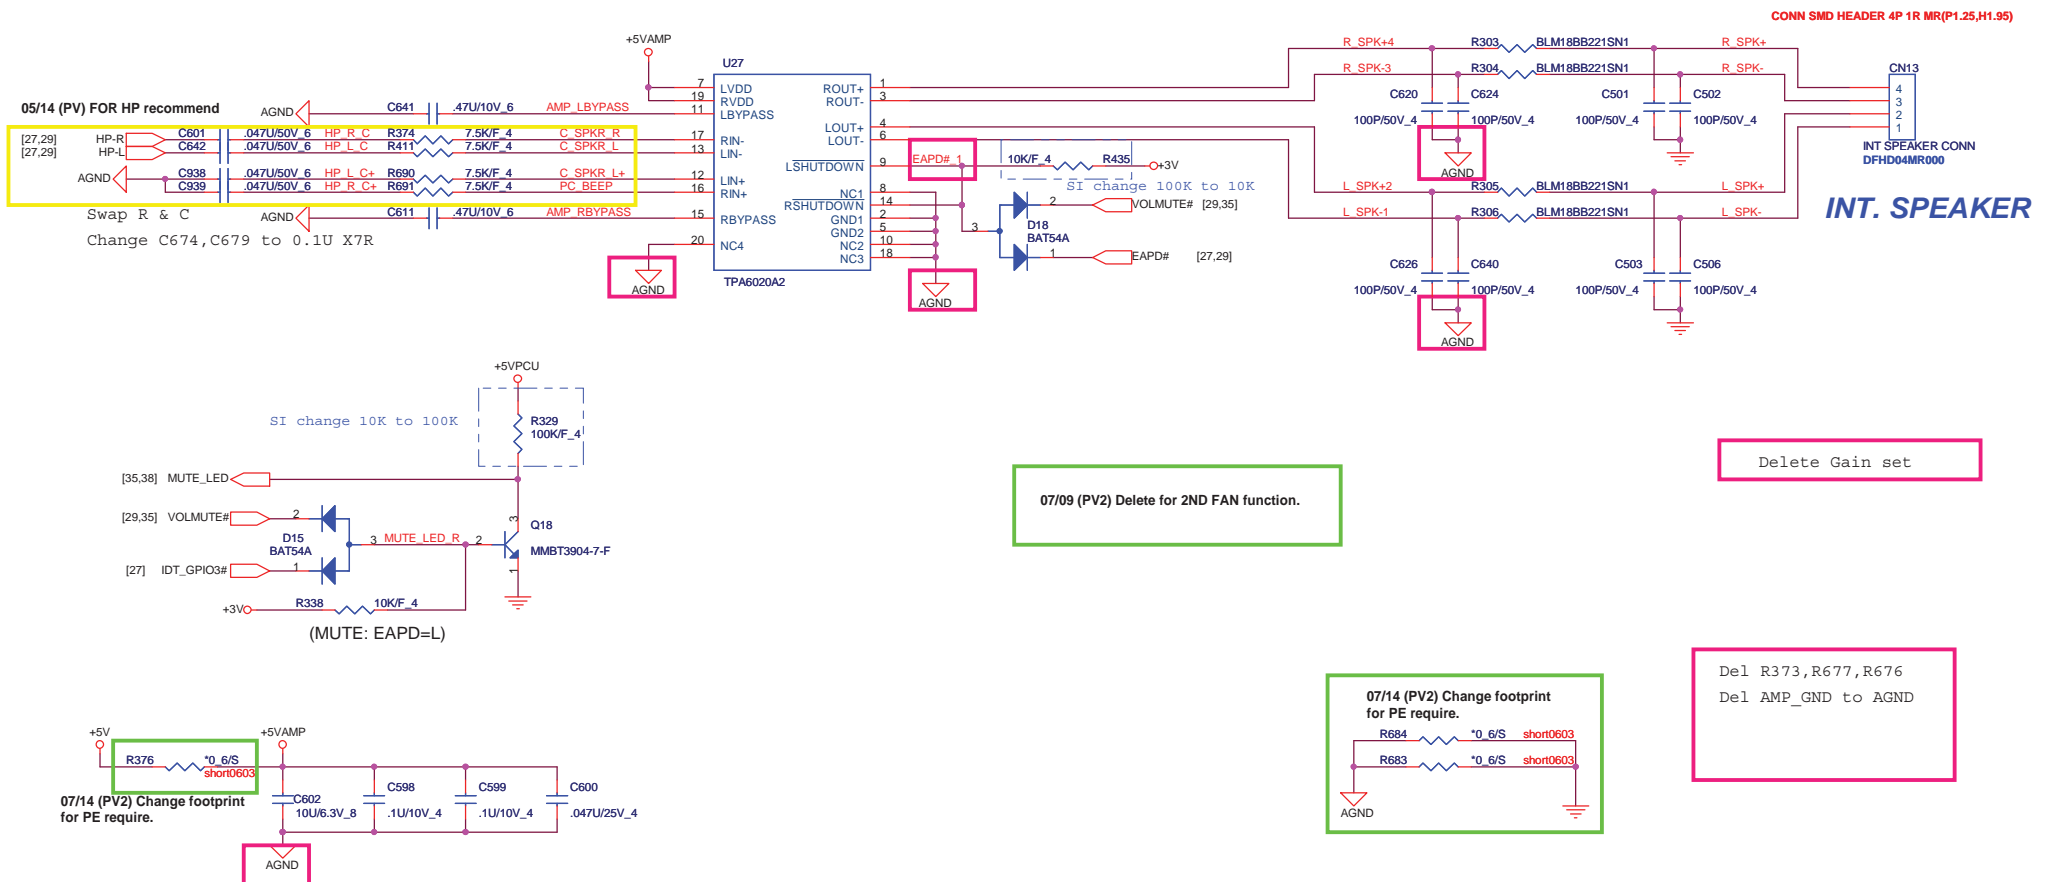 CONN SMD HEADER 4P 1R MR(P1.25,H1.95)
+5VAMP
U27
R_SPK+4 R303 BLM18BB221SN1 R_SPK+
R_SPK-3 R304 BLM18BB221SN1 R_SPK-
CN13
7 LVDD ROUT+ 1
19 RVDD ROUT- 3
11 LBYPASS
4
3
2
1
05/14 (PV) FOR HP recommend
AGND C641 .47U/10V_6 AMP_LBYPASS
C620 C624 C501 C502
100P/50V_4 100P/50V_4 100P/50V_4 100P/50V_4
LOUT+ 4
LOUT- 6
[27,29] HP-R C601 .047U/50V_6 HP_R_C R374 7.5K/F_4 C_SPKR_R 17 RIN-
[27,29] HP-L C642 .047U/50V_6 HP_L_C R411 7.5K/F_4 C_SPKR_L 13 LIN-
AGND
INT SPEAKER CONN
DFHD04MR000
LSHUTDOWN 9 EAPD#_1 10K/F_4 R435 +3V
SI change 100K to 10K
AGND C938 .047U/50V_6 HP_L_C+ R690 7.5K/F_4 C_SPKR_L+ 12 LIN+
C939 .047U/50V_6 HP_R_C+ R691 7.5K/F_4 PC_BEEP 16 RIN+
NC1 8
RSHUTDOWN 14
GND1 2
GND2 5
NC2 10
NC3 18
L_SPK+2 R305 BLM18BB221SN1 L_SPK+
L_SPK-1 R306 BLM18BB221SN1 L_SPK-
INT. SPEAKER
2 VOLMUTE# [29,35]
3 D18
BAT54A
1 EAPD# [27,29]
Swap R & C
AGND C611 .47U/10V_6 AMP_RBYPASS 15 RBYPASS
Change C674,C679 to 0.1U X7R
20 NC4
C626 C640 C503 C506
100P/50V_4 100P/50V_4 100P/50V_4 100P/50V_4
AGND
TPA6020A2
AGND
AGND
+5VPCU
SI change 10K to 100K
R329
100K/F_4
Delete Gain set
[35,38] MUTE_LED
07/09 (PV2) Delete for 2ND FAN function.
[29,35] VOLMUTE# 2
D15
BAT54A
3 MUTE_LED_R 2
3
Q18
MMBT3904-7-F
1
[27] IDT_GPIO3# 1
+3V R338 10K/F_4
(MUTE: EAPD=L)
Del R373,R677,R676
Del AMP_GND to AGND
07/14 (PV2) Change footprint
for PE require.
R684 *0_6/S short0603
R683 *0_6/S short0603
AGND
+5V +5VAMP
R376 *0_6/S
short0603
07/14 (PV2) Change footprint
for PE require.
C602
10U/6.3V_8
C598
.1U/10V_4
C599
.1U/10V_4
C600
.047U/25V_4
AGND